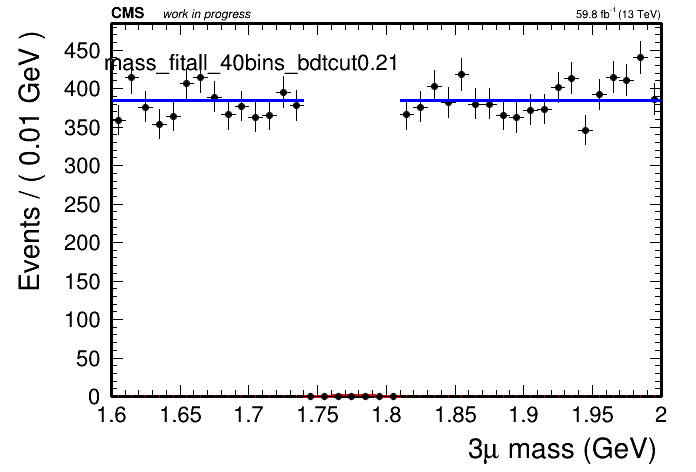 CMS work in progress 59.8 fb⁻¹ (13 TeV)
mass_fitall_40bins_bdtcut0.21
Events / ( 0.01 GeV )
450
400
350
300
250
200
150
100
50
0
1.6 1.65 1.7 1.75 1.8 1.85 1.9 1.95 2
3μ mass (GeV)